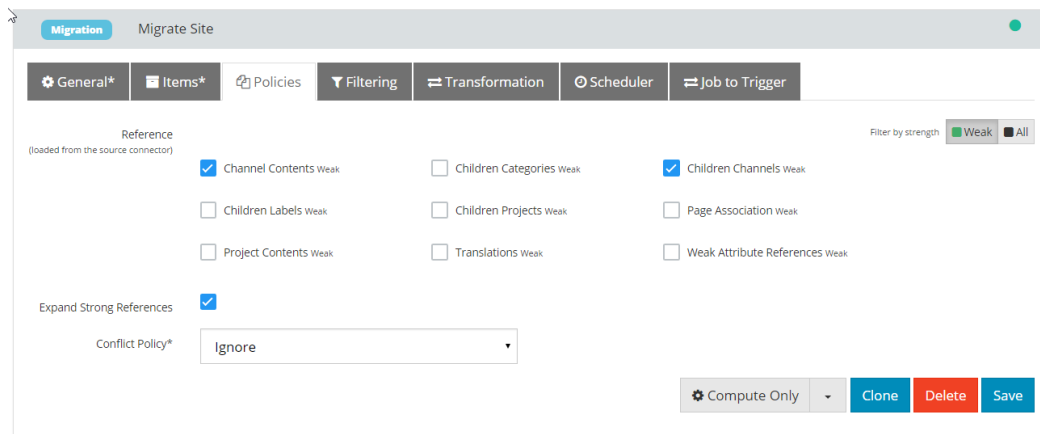 Migration Migrate Site
General* Items* Policies Filtering Transformation Scheduler Job to Trigger
Reference
(loaded from the source connector)
Filter by strength Weak All
Channel Contents Weak Children Categories Weak Children Channels Weak
Children Labels Weak Children Projects Weak Page Association Weak
Project Contents Weak Translations Weak Weak Attribute References Weak
Expand Strong References
Conflict Policy* Ignore
Compute Only Clone Delete Save